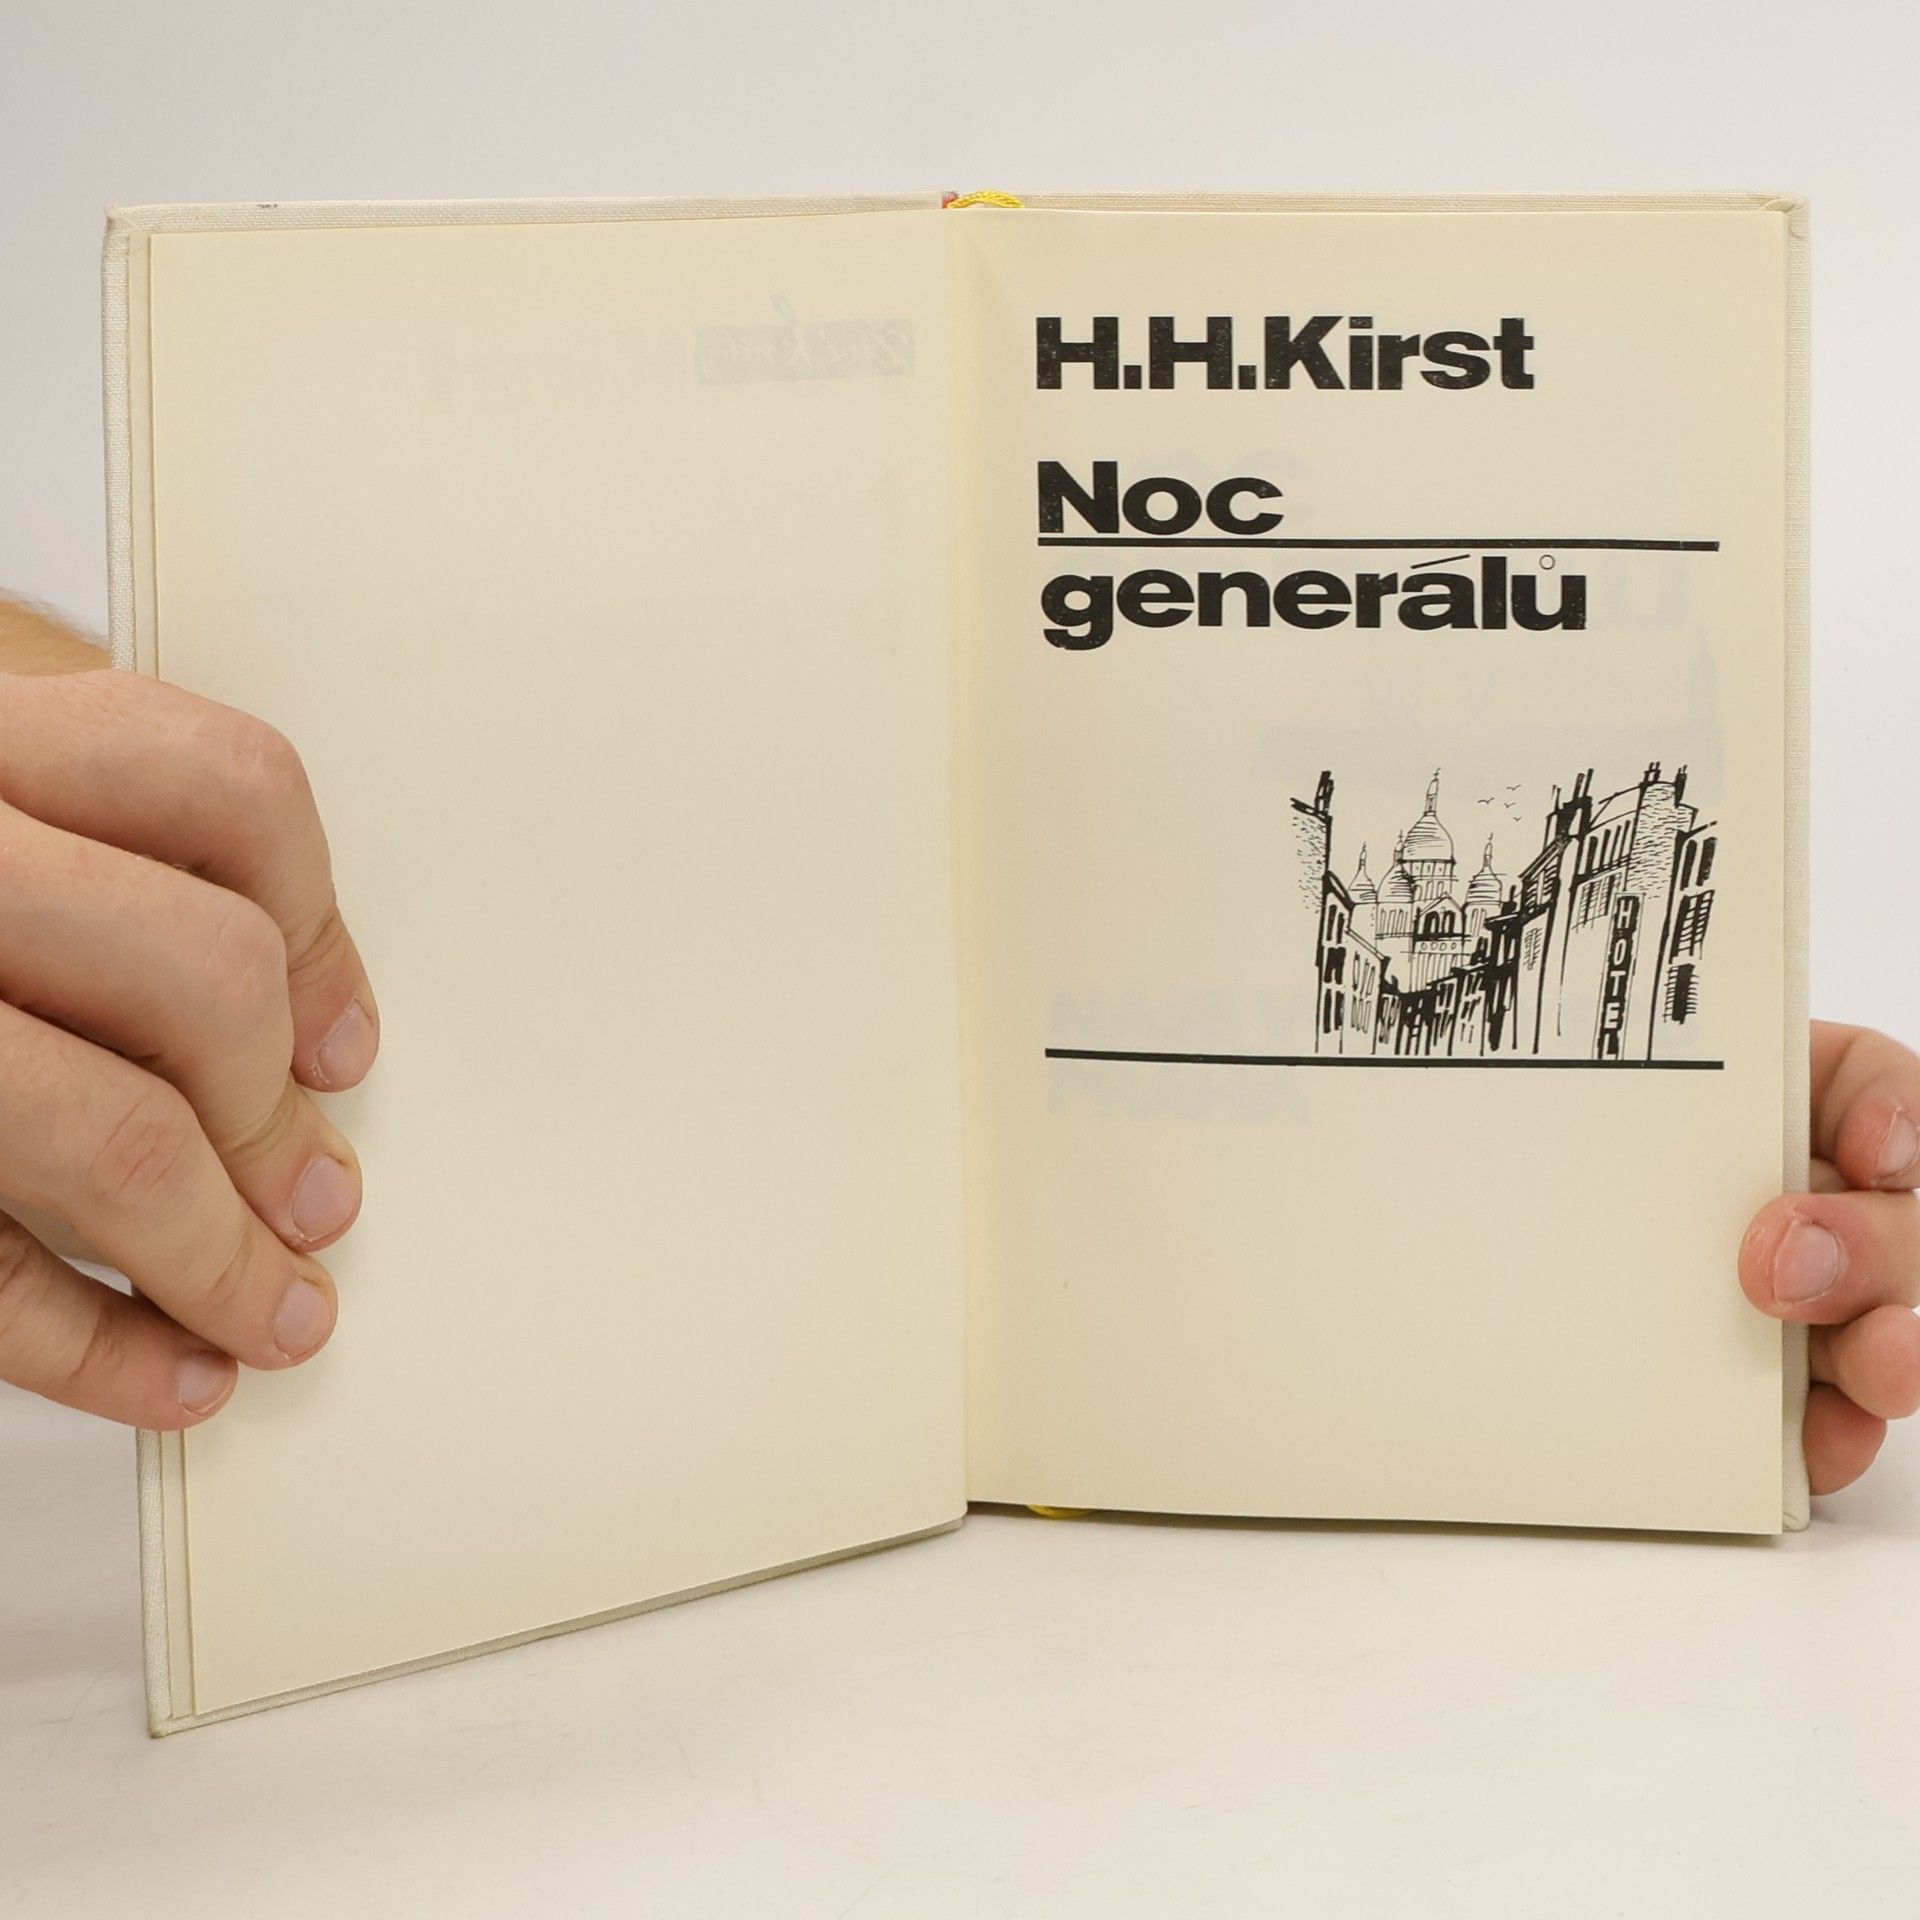 H.H.Kirst
Noc
generálů
HOTEL